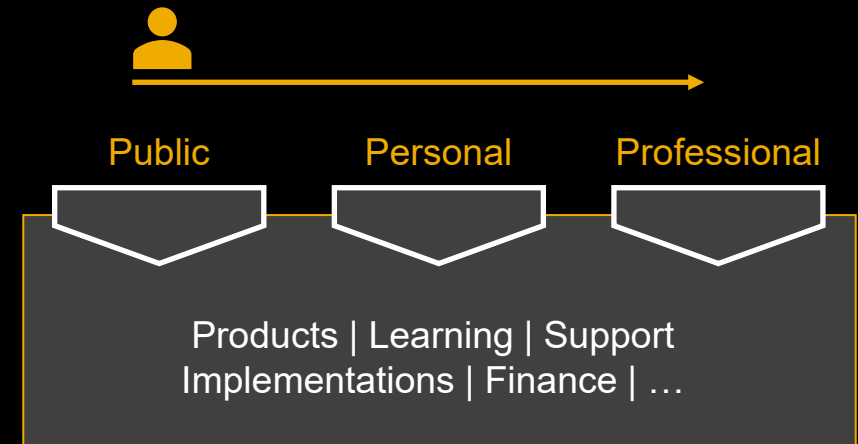 Public
Personal
Professional
Products | Learning | Support
Implementations | Finance | …